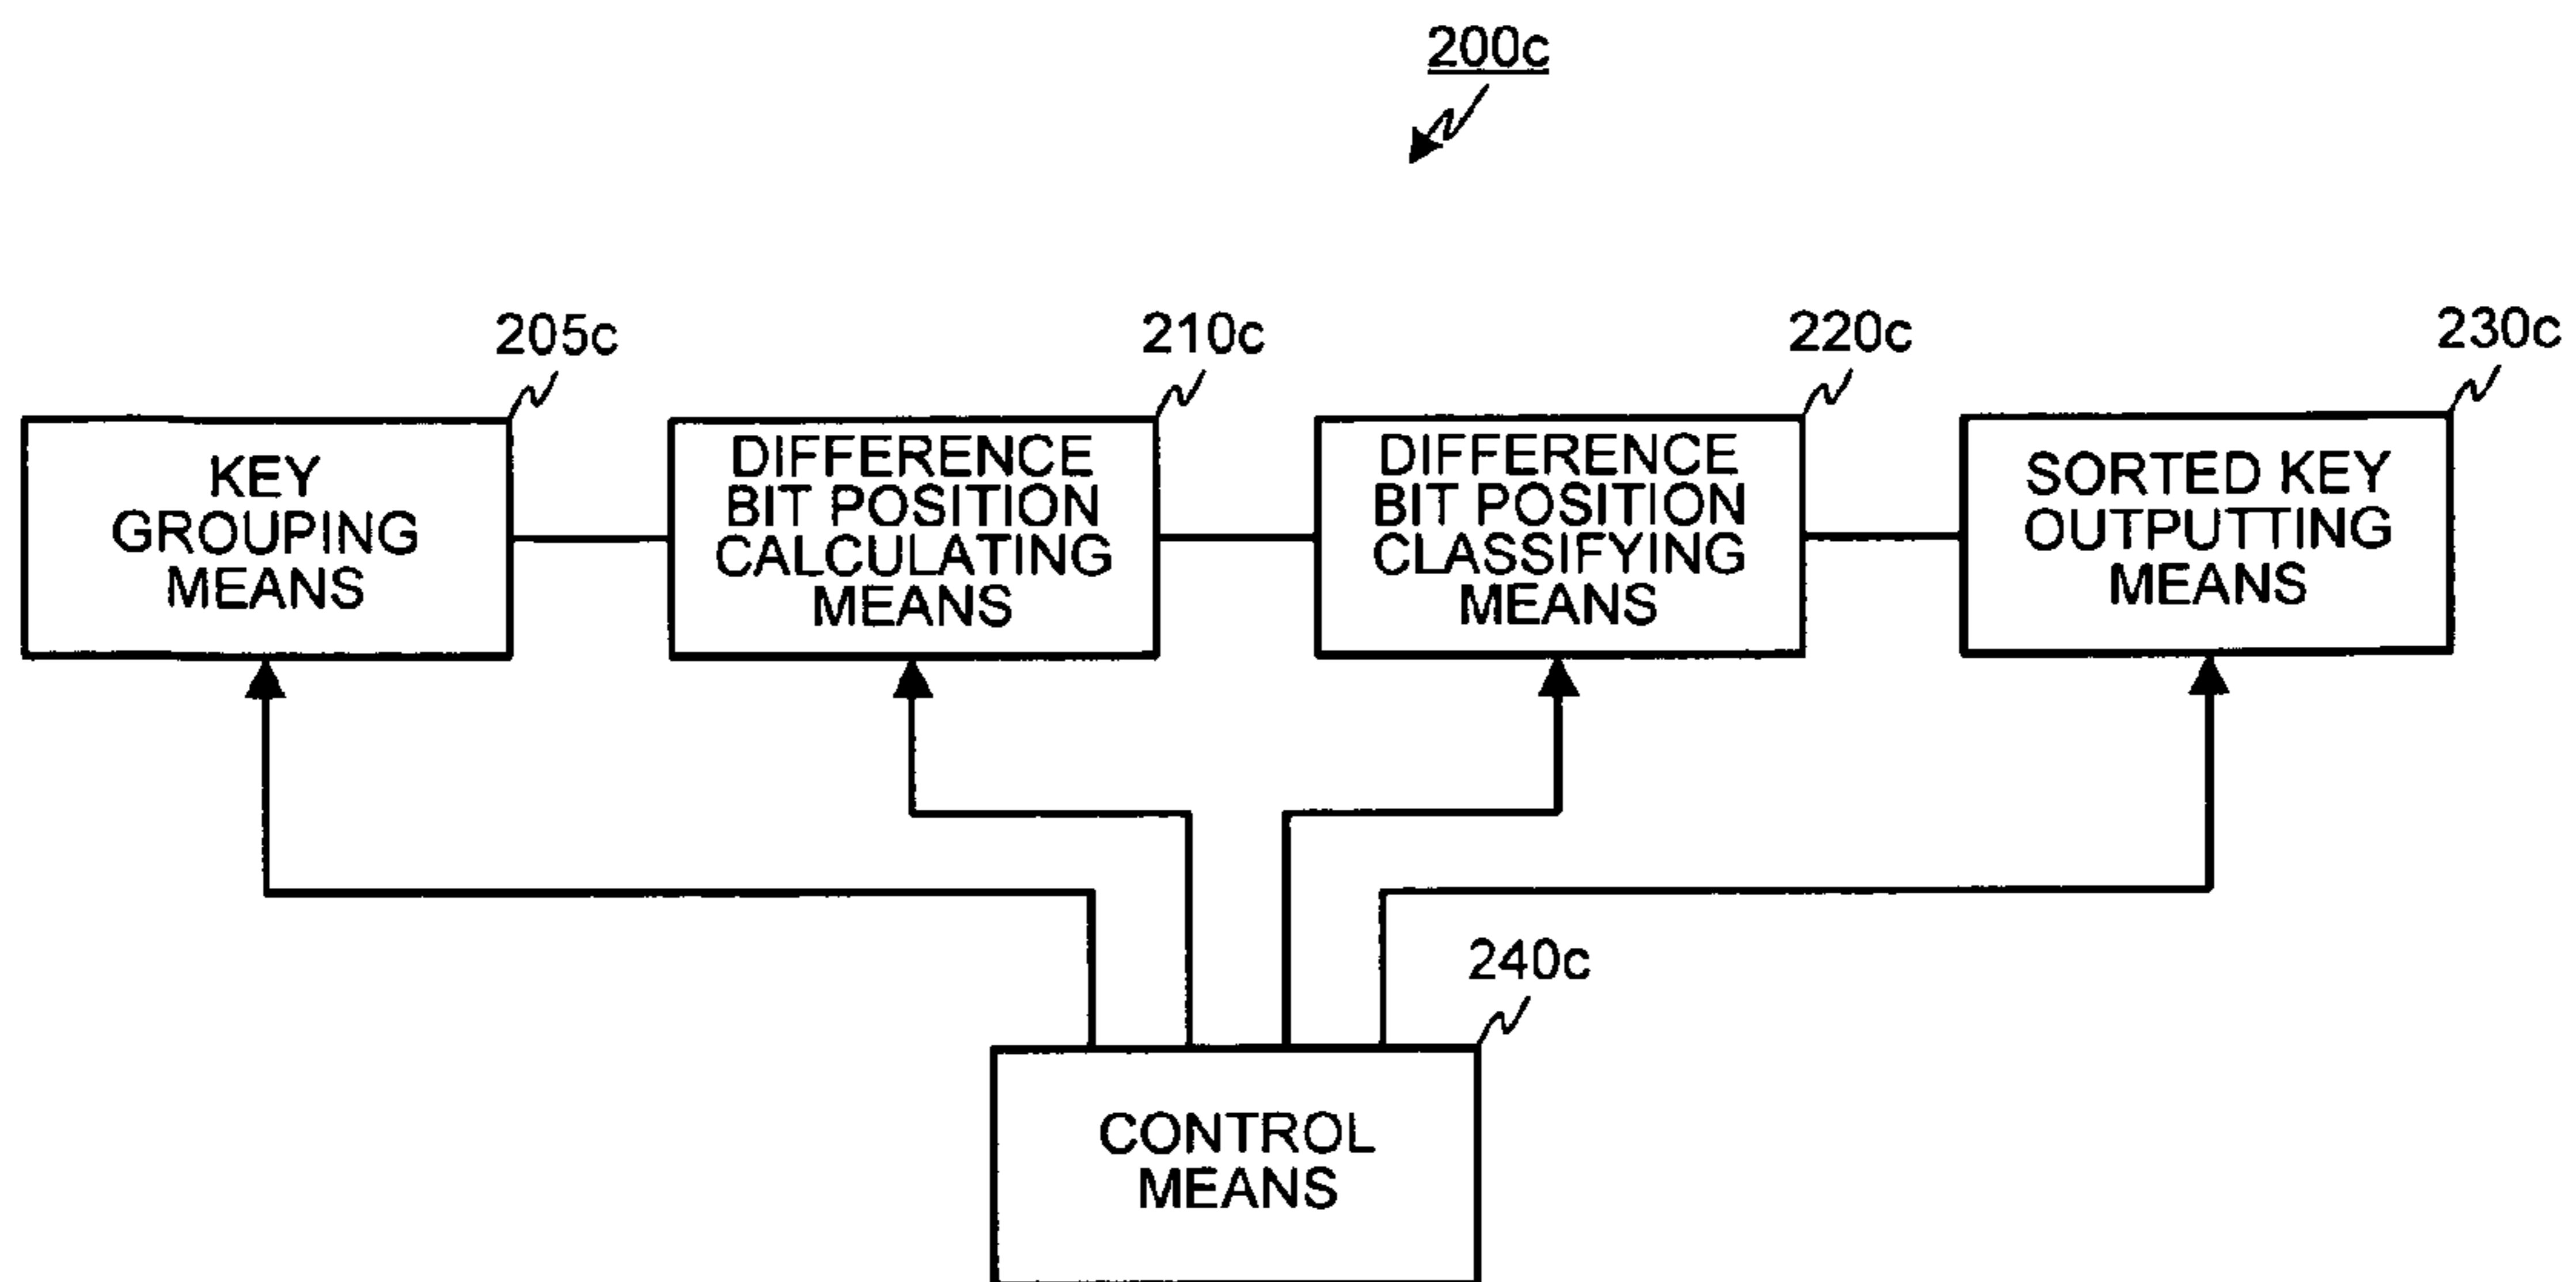 200c
205c
210c
220c
230c
KEY
GROUPING
MEANS
DIFFERENCE
BIT POSITION
CALCULATING
MEANS
DIFFERENCE
BIT POSITION
CLASSIFYING
MEANS
SORTED KEY
OUTPUTTING
MEANS
240c
CONTROL
MEANS